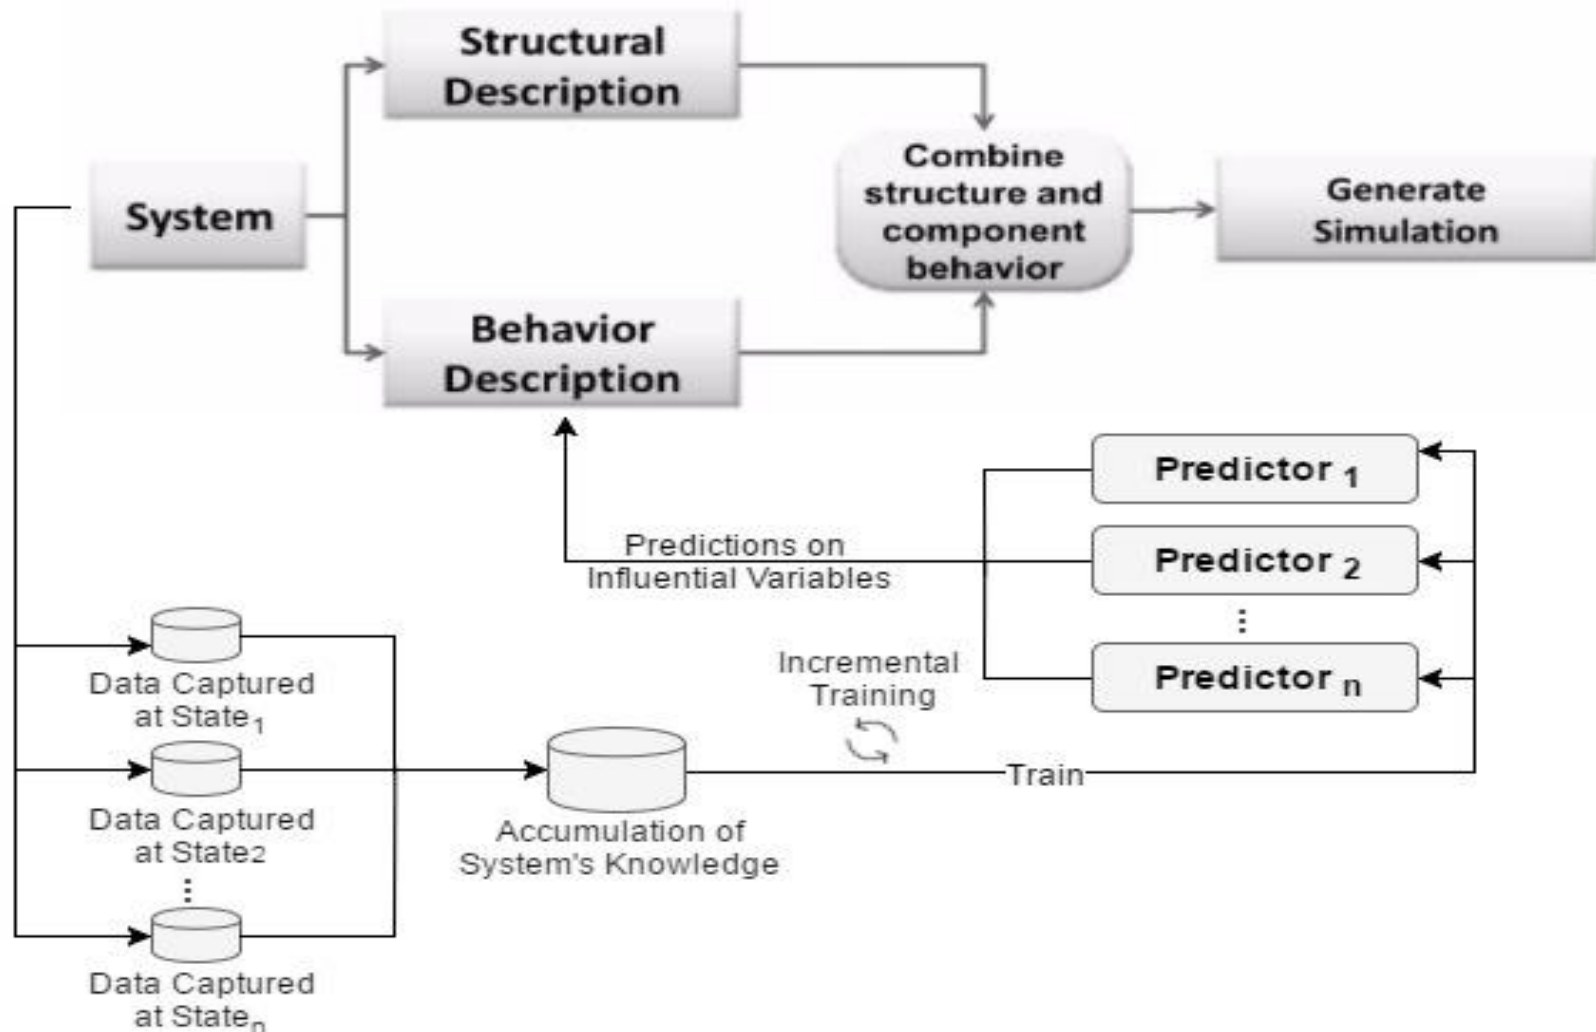 Structural
Description
System
Combine
structure and
component
behavior
Generate
Simulation
Behavior
Description
Predictor 1
Predictor 2
⋮
Predictor n
Predictions on
Influential Variables
Incremental
Training
Train
Data Captured
at State1
Data Captured
at State2
⋮
Data Captured
at Staten
Accumulation of
System's Knowledge